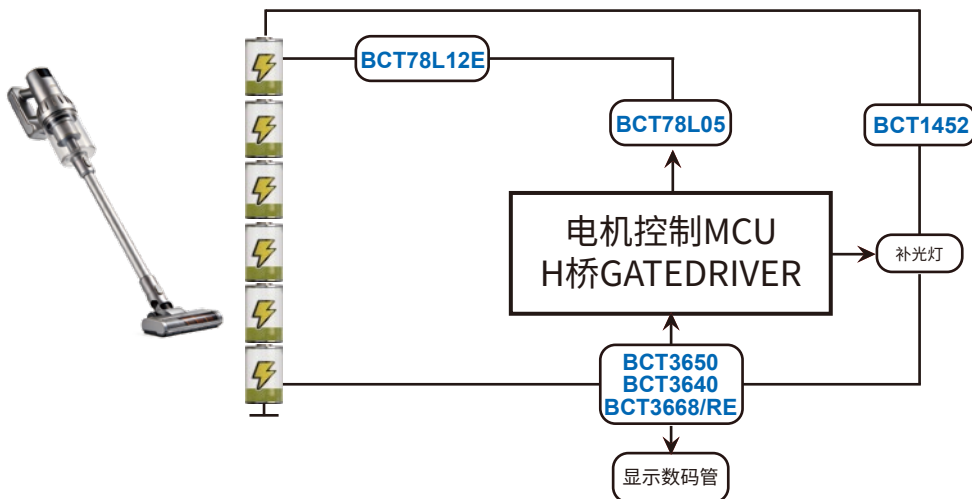 BCT78L12E
BCT78L05
BCT1452
电机控制MCU
H桥GATEDRIVER
补光灯
BCT3650
BCT3640
BCT3668/RE
显示数码管